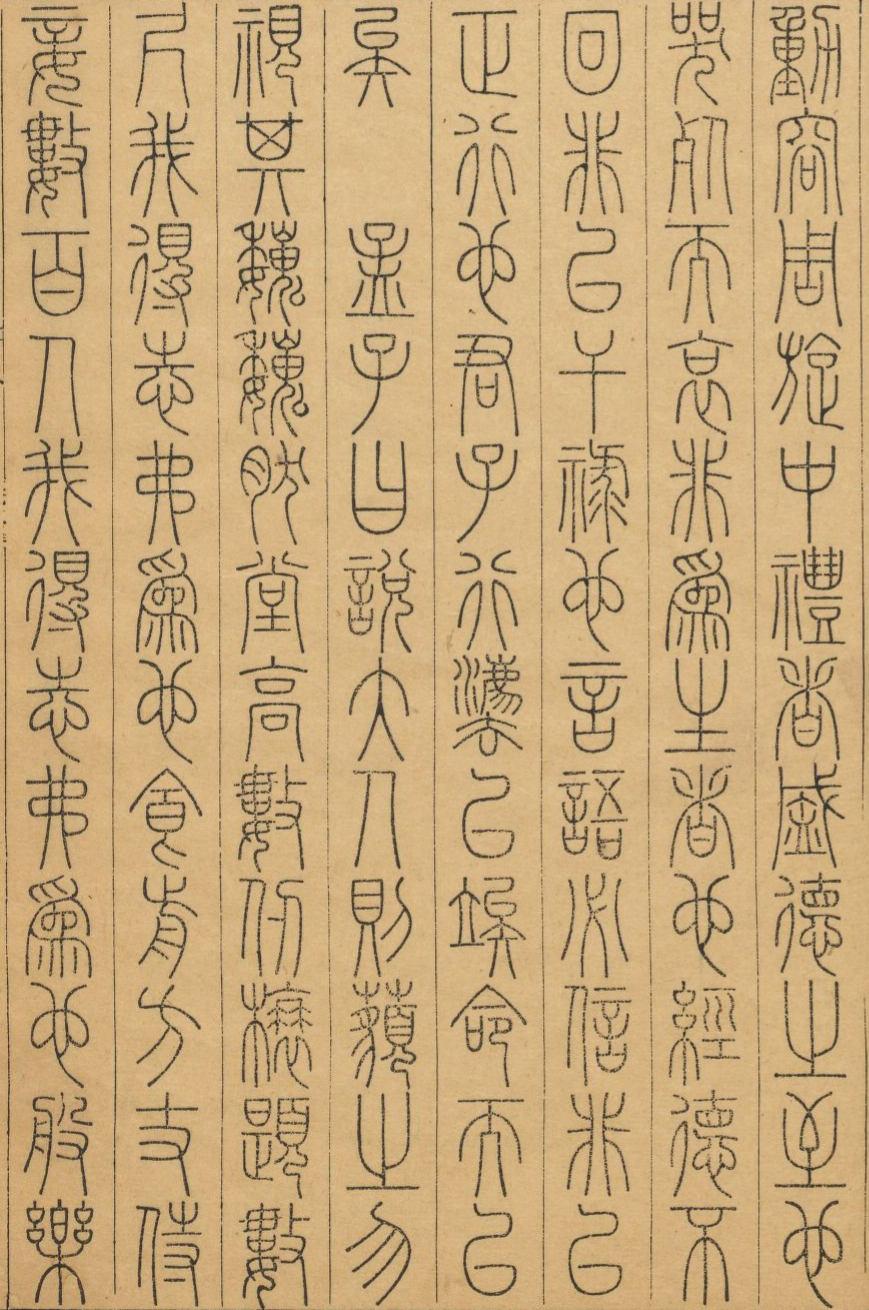 動容周旋中禮者盛德之至也
哭死而哀非為生者也經德不
回非以干祿也言語必信非以
正行也君子行灋以竢命而已
矣　孟子曰說大人則藐之勿
視其巍巍然堂高數仞榱題數
尺我得志弗為也食前方丈侍
妾數百人我得志弗為也般樂